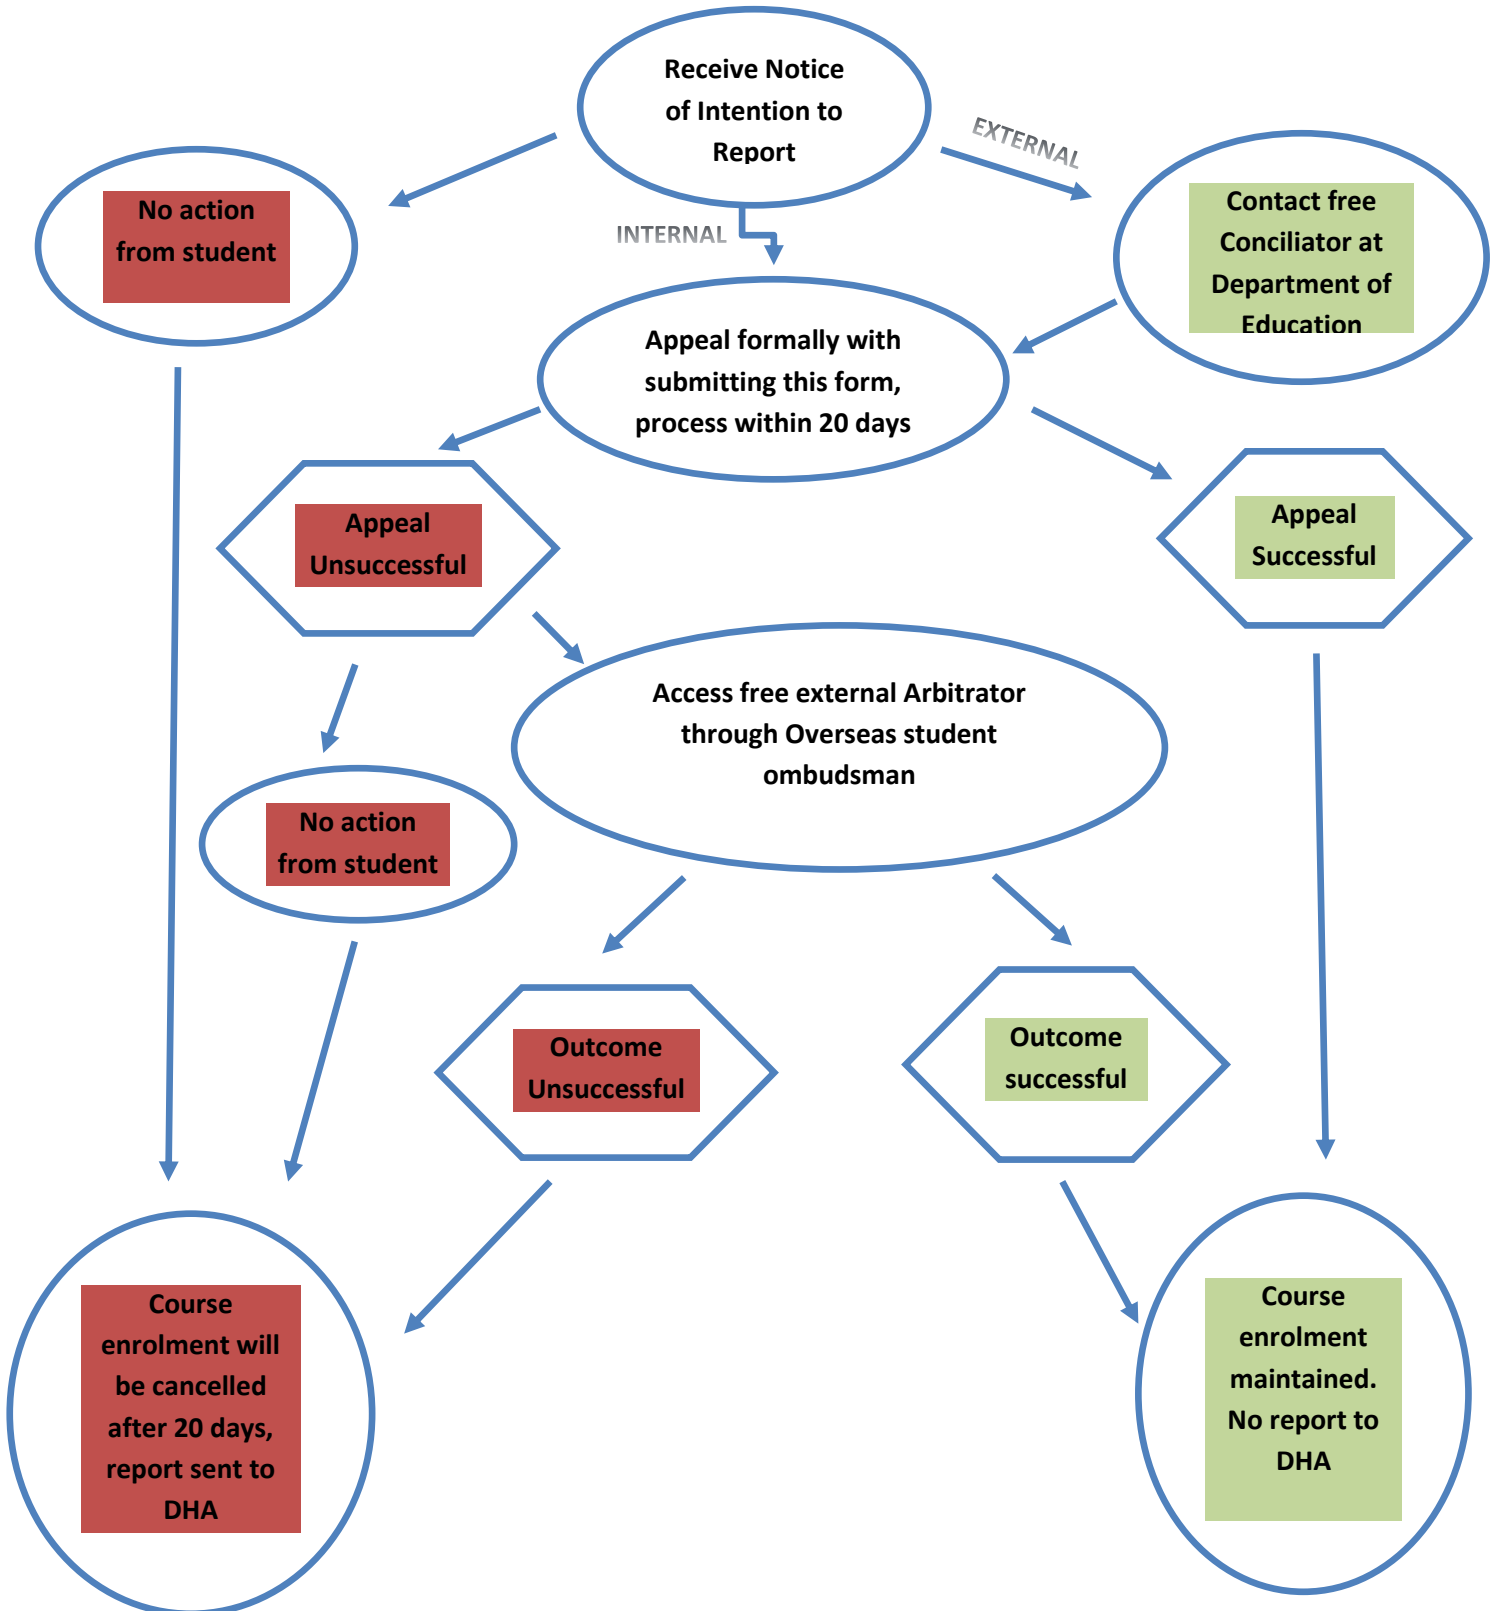 Receive Notice
of Intention to
Report
EXTERNAL
INTERNAL
No action
from student
Contact free
Conciliator at
Department of
Education
Appeal formally with
submitting this form,
process within 20 days
Appeal
Unsuccessful
Appeal
Successful
Access free external Arbitrator
through Overseas student
ombudsman
No action
from student
Outcome
Unsuccessful
Outcome
successful
Course
enrolment will
be cancelled
after 20 days,
report sent to
DHA
Course
enrolment
maintained.
No report to
DHA